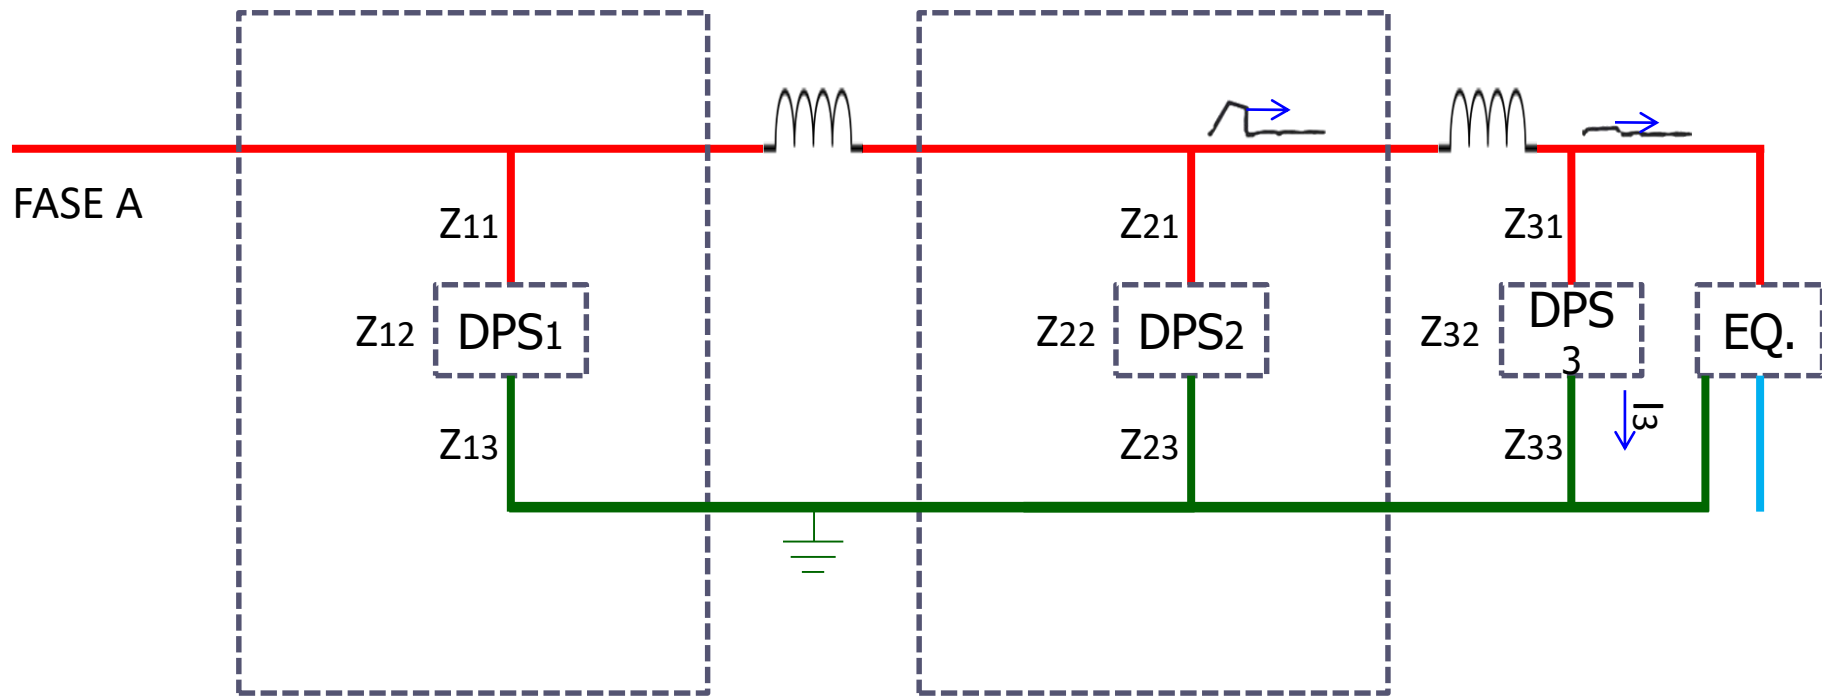 FASE A
Z11
Z21
Z31
Z12
DPS1
Z22
DPS2
Z32
DPS
3
EQ.
I3
Z13
Z23
Z33